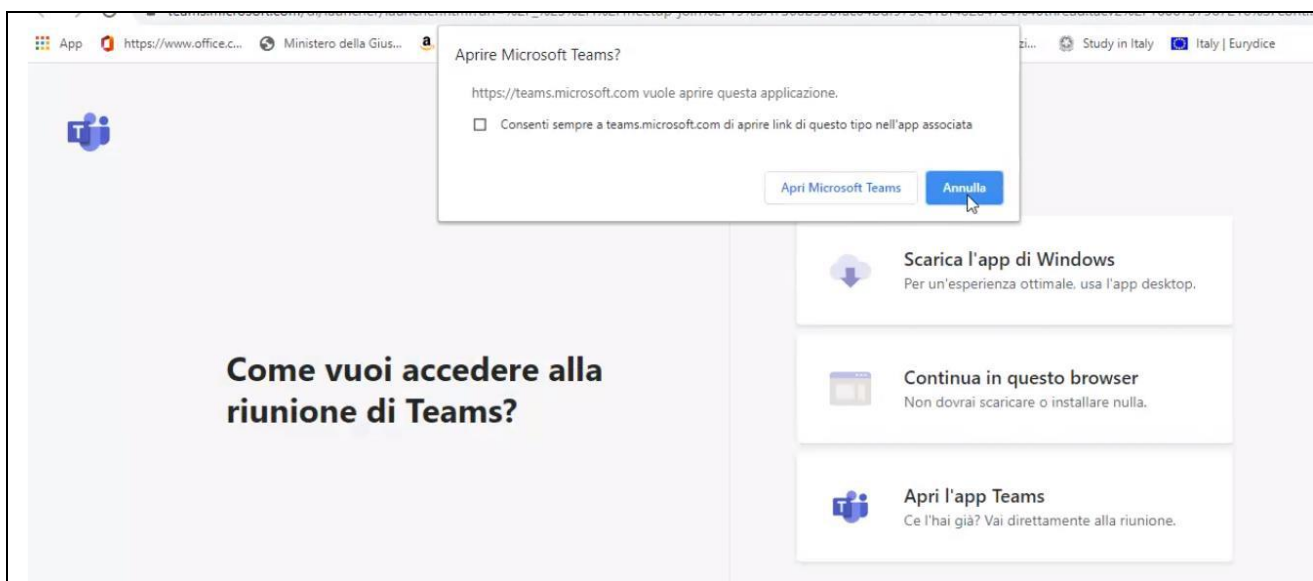 App https://www.office.c... Ministero della Gius... Study in Italy Italy | Eurydice
Aprire Microsoft Teams?
https://teams.microsoft.com vuole aprire questa applicazione.
Consenti sempre a teams.microsoft.com di aprire link di questo tipo nell'app associata
Apri Microsoft Teams Annulla
Scarica l'app di Windows
Per un'esperienza ottimale, usa l'app desktop.
Come vuoi accedere alla
riunione di Teams?
Continua in questo browser
Non dovrai scaricare o installare nulla.
Apri l'app Teams
Ce l'hai già? Vai direttamente alla riunione.